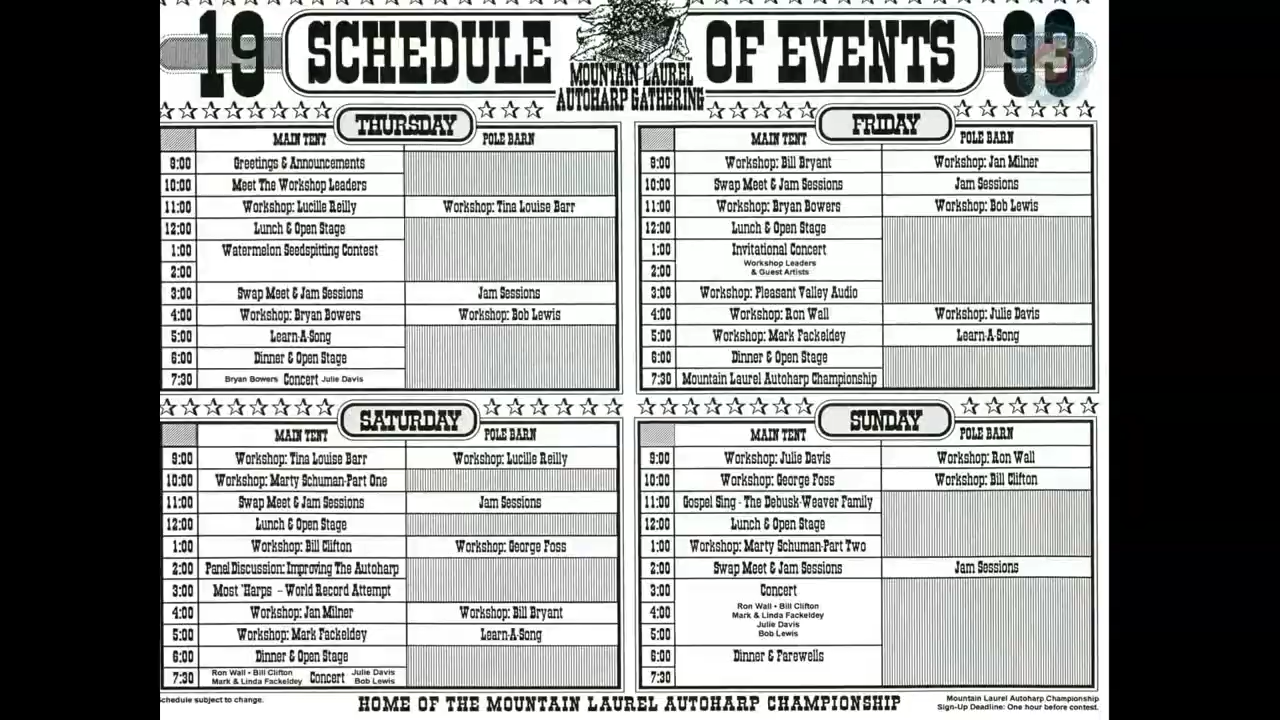 19 SCHEDULE OF EVENTS 93
MOUNTAIN LAUREL
AUTOHARP GATHERING
THURSDAY
MAIN TENT POLE BARN
9:00 Greetings & Announcements
10:00 Meet The Workshop Leaders
11:00 Workshop: Lucille Reilly Workshop: Tina Louise Barr
12:00 Lunch & Open Stage
1:00 Watermelon Seedspitting Contest
2:00
3:00 Swap Meet & Jam Sessions Jam Sessions
4:00 Workshop: Bryan Bowers Workshop: Bob Lewis
5:00 Learn-A-Song
6:00 Dinner & Open Stage
7:30 Bryan Bowers Concert Julie Davis
FRIDAY
MAIN TENT POLE BARN
9:00 Workshop: Bill Bryant Workshop: Jan Milner
10:00 Swap Meet & Jam Sessions Jam Sessions
11:00 Workshop: Bryan Bowers Workshop: Bob Lewis
12:00 Lunch & Open Stage
1:00 Invitational Concert
Workshop Leaders
2:00 & Guest Artists
3:00 Workshop: Pleasant Valley Audio
4:00 Workshop: Ron Wall Workshop: Julie Davis
5:00 Workshop: Mark Fackeldey Learn-A-Song
6:00 Dinner & Open Stage
7:30 Mountain Laurel Autoharp Championship
SATURDAY
MAIN TENT POLE BARN
9:00 Workshop: Tina Louise Barr Workshop: Lucille Reilly
10:00 Workshop: Marty Schuman-Part One
11:00 Swap Meet & Jam Sessions Jam Sessions
12:00 Lunch & Open Stage
1:00 Workshop: Bill Clifton Workshop: George Foss
2:00 Panel Discussion: Improving The Autoharp
3:00 Most 'Harps – World Record Attempt
4:00 Workshop: Jan Milner Workshop: Bill Bryant
5:00 Workshop: Mark Fackeldey Learn-A-Song
6:00 Dinner & Open Stage
7:30 Ron Wall • Bill Clifton Concert Julie Davis
Mark & Linda Fackeldey Bob Lewis
SUNDAY
MAIN TENT POLE BARN
9:00 Workshop: Julie Davis Workshop: Ron Wall
10:00 Workshop: George Foss Workshop: Bill Clifton
11:00 Gospel Sing - The Debusk-Weaver Family
12:00 Lunch & Open Stage
1:00 Workshop: Marty Schuman-Part Two
2:00 Swap Meet & Jam Sessions Jam Sessions
3:00 Concert
Ron Wall • Bill Clifton
4:00 Mark & Linda Fackeldey
Julie Davis
5:00 Bob Lewis
6:00 Dinner & Farewells
7:30
chedule subject to change.
HOME OF THE MOUNTAIN LAUREL AUTOHARP CHAMPIONSHIP
Mountain Laurel Autoharp Championship
Sign-Up Deadline: One hour before contest.